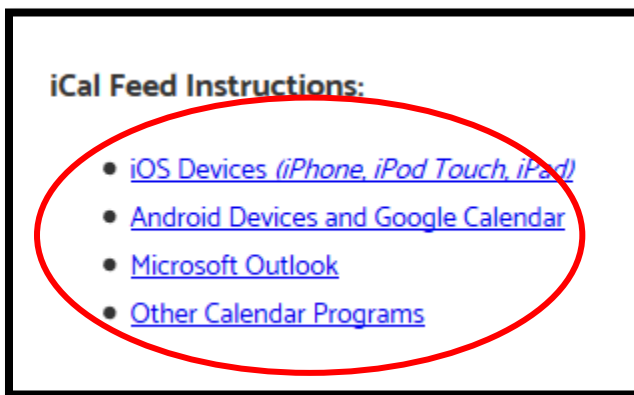 iCal Feed Instructions:
iOS Devices (iPhone, iPod Touch, iPad)
Android Devices and Google Calendar
Microsoft Outlook
Other Calendar Programs